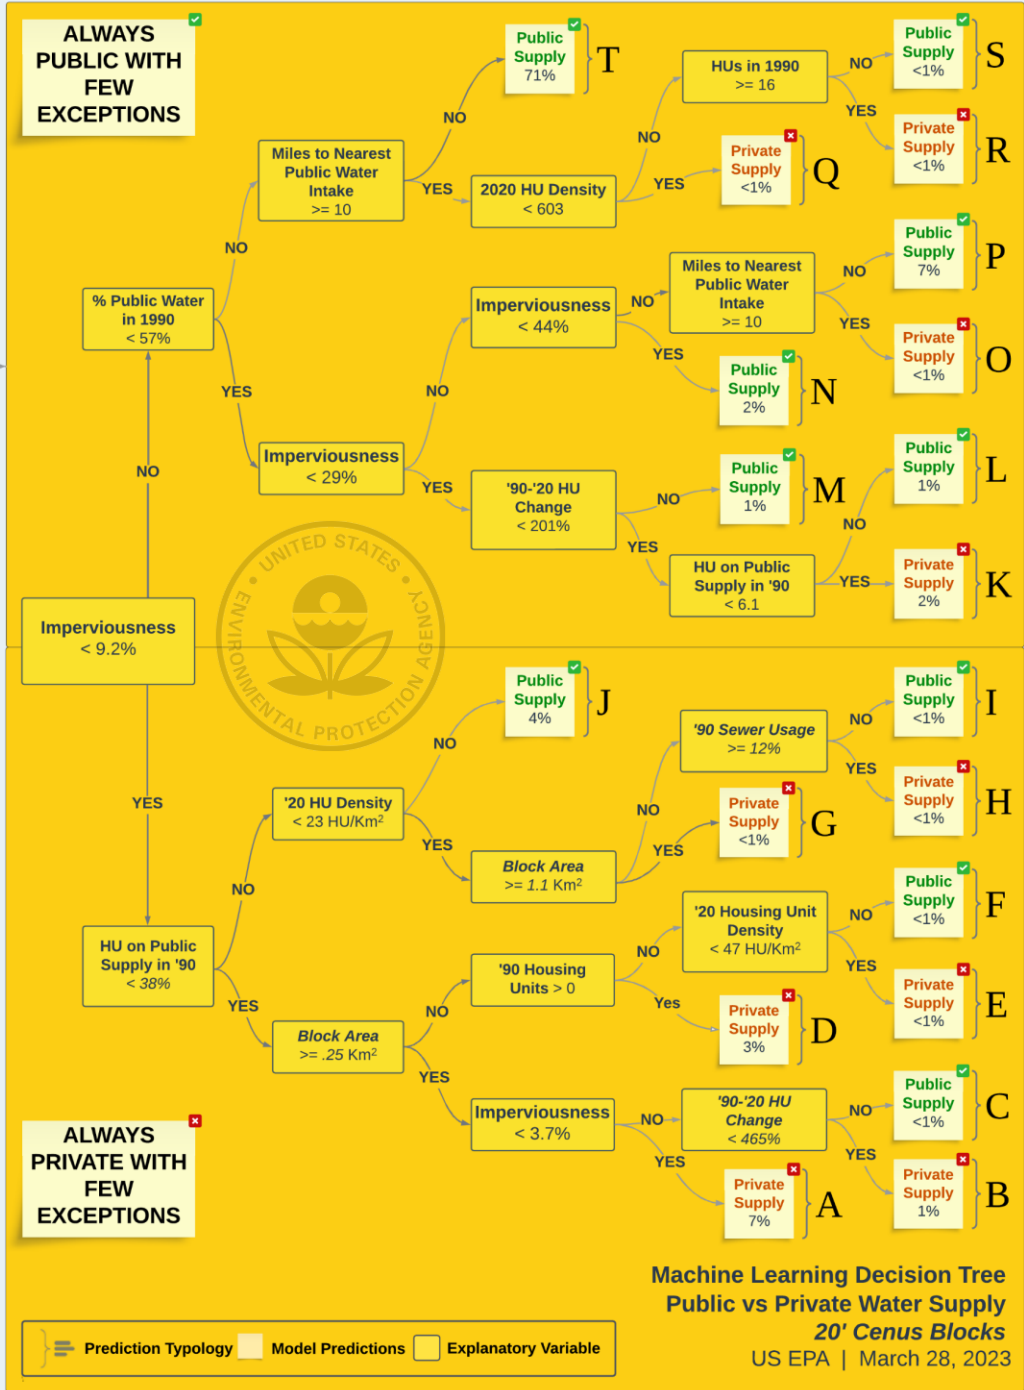 ALWAYS
PUBLIC WITH
FEW
EXCEPTIONS
Public
Supply
71%
T
HUs in 1990
>= 16
NO
Public
Supply
<1%
S
YES
Private
Supply
<1%
R
NO
Miles to Nearest
Public Water
Intake
>= 10
YES
2020 HU Density
< 603
NO
YES
Private
Supply
<1%
Q
NO
% Public Water
in 1990
< 57%
YES
Imperviousness
< 44%
NO
Miles to Nearest
Public Water
Intake
>= 10
NO
Public
Supply
7%
P
YES
Private
Supply
<1%
O
YES
Public
Supply
2%
N
NO
Imperviousness
< 29%
YES
'90-'20 HU
Change
< 201%
NO
Public
Supply
1%
M
YES
HU on Public
Supply in '90
< 6.1
NO
Public
Supply
1%
L
YES
Private
Supply
2%
K
NO
Imperviousness
< 9.2%
YES
UNITED STATES
ENVIRONMENTAL PROTECTION AGENCY
Public
Supply
4%
J
NO
'20 HU Density
< 23 HU/Km²
YES
Block Area
>= 1.1 Km²
NO
'90 Sewer Usage
>= 12%
NO
Public
Supply
<1%
I
YES
Private
Supply
<1%
H
YES
Private
Supply
<1%
G
NO
HU on Public
Supply in '90
< 38%
YES
Block Area
>= .25 Km²
NO
'90 Housing
Units > 0
NO
'20 Housing Unit
Density
< 47 HU/Km²
NO
Public
Supply
<1%
F
YES
Private
Supply
<1%
E
Yes
Private
Supply
3%
D
YES
Imperviousness
< 3.7%
NO
'90-'20 HU
Change
< 465%
NO
Public
Supply
<1%
C
YES
Private
Supply
1%
B
YES
Private
Supply
7%
A
ALWAYS
PRIVATE WITH
FEW
EXCEPTIONS
Machine Learning Decision Tree
Public vs Private Water Supply
20' Cenus Blocks
US EPA | March 28, 2023
Prediction Typology
Model Predictions
Explanatory Variable